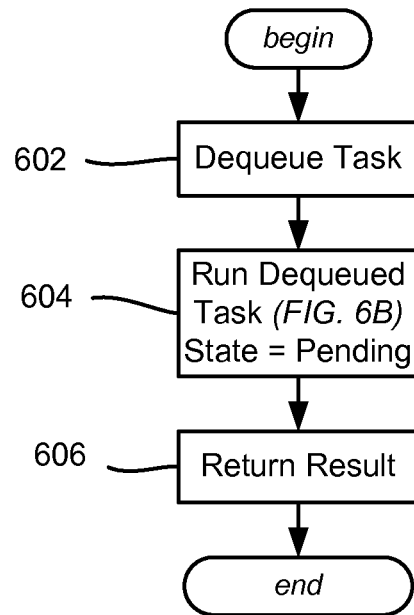 begin
602
Dequeue Task
604
Run Dequeued
Task (FIG. 6B)
State = Pending
606
Return Result
end